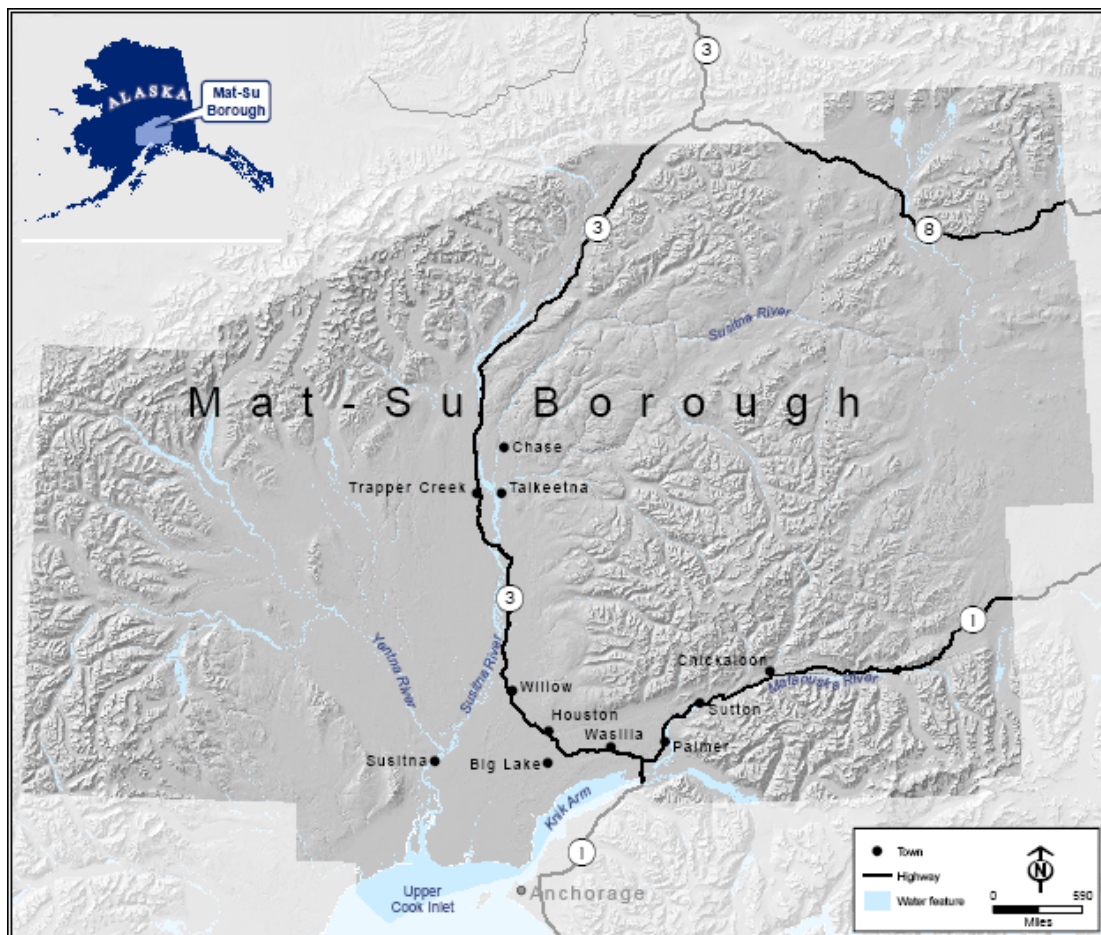 3
ALASKA
Mat-Su
Borough
3
8
Susitna River
Mat-Su Borough
Chase
Trapper Creek
Talkeetna
3
1
Yentna River
Susitna River
Chickaloon
Matanuska River
Willow
Sutton
Houston
Wasilla
Palmer
Susitna
Big Lake
Knik Arm
1
Upper
Cook Inlet
Anchorage
Town
Highway
Water feature
N
0 590
Miles